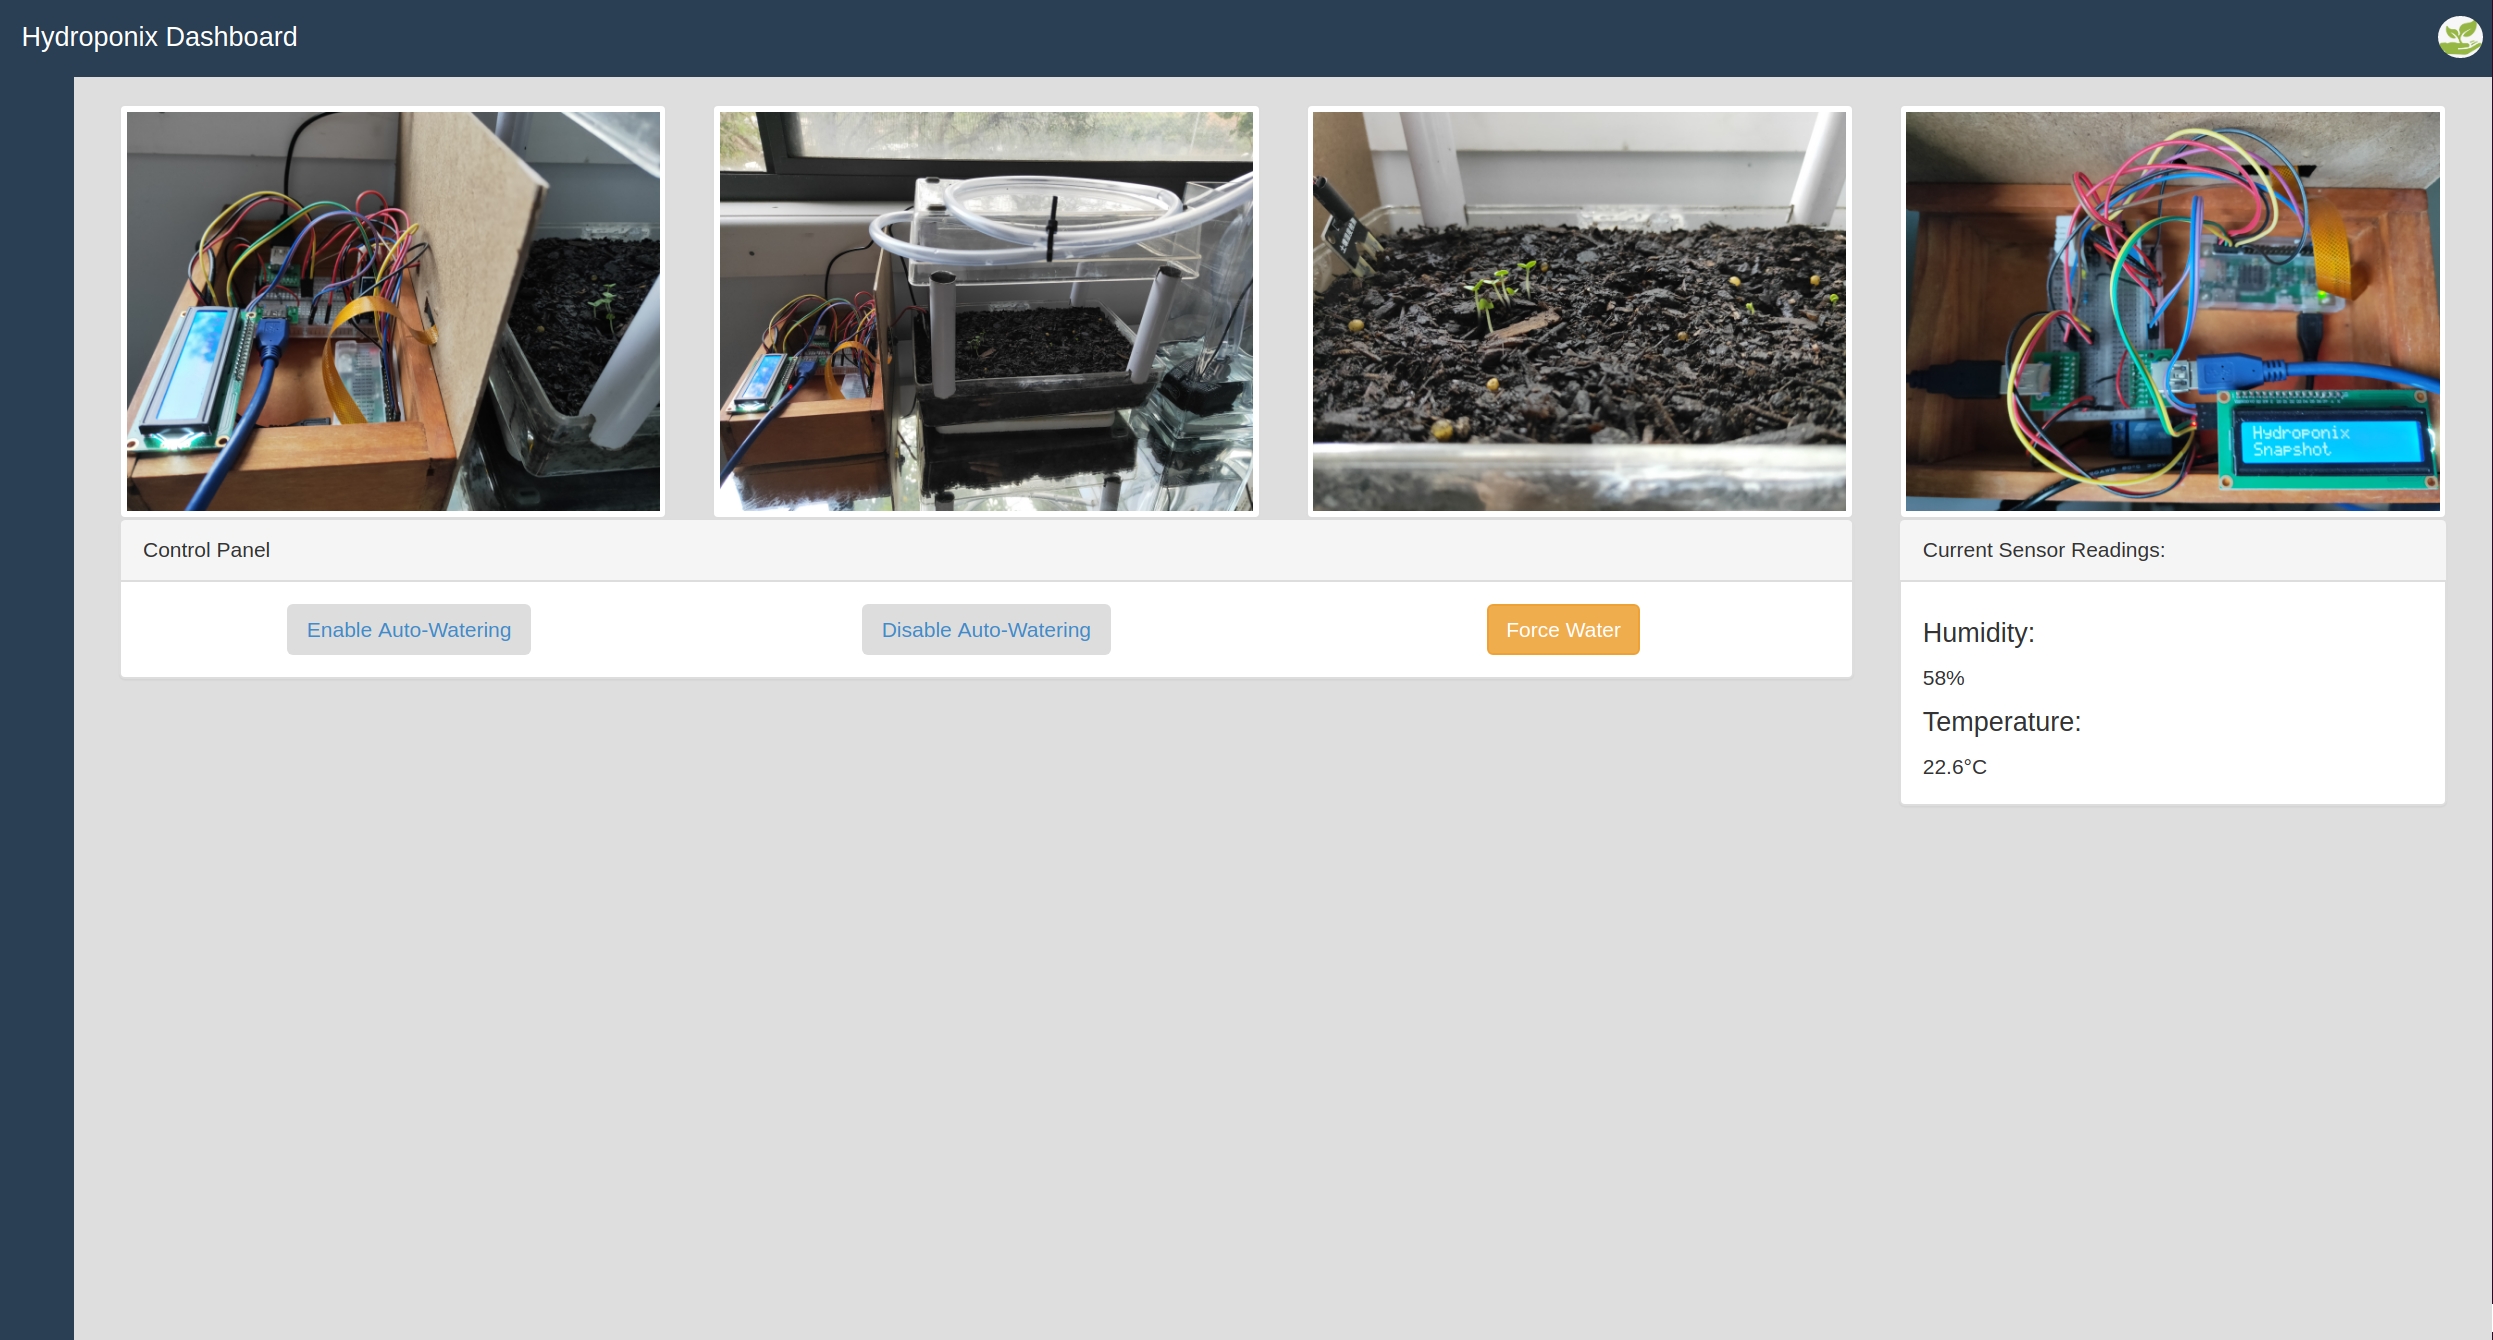 Hydroponix Dashboard
Hydroponix
Snapshot
Control Panel
Enable Auto-Watering
Disable Auto-Watering
Force Water
Current Sensor Readings:
Humidity:
58%
Temperature:
22.6°C